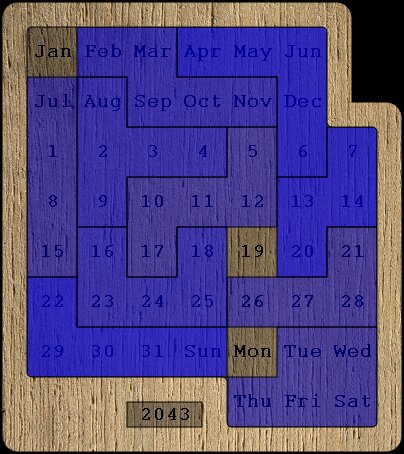 Jan Feb Mar Apr May Jun
Jul Aug Sep Oct Nov Dec
1 2 3 4 5 6 7
8 9 10 11 12 13 14
15 16 17 18 19 20 21
22 23 24 25 26 27 28
29 30 31 Sun Mon Tue Wed
Thu Fri Sat
2043